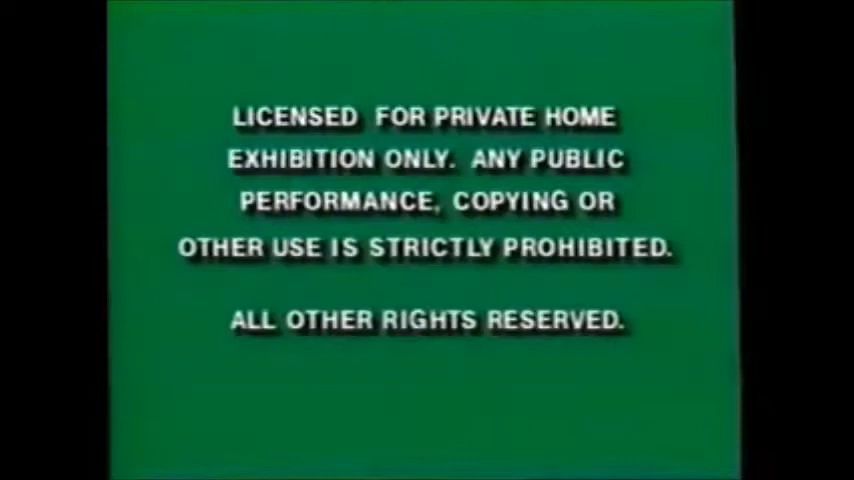 LICENSED FOR PRIVATE HOME
EXHIBITION ONLY. ANY PUBLIC
PERFORMANCE, COPYING OR
OTHER USE IS STRICTLY PROHIBITED.
ALL OTHER RIGHTS RESERVED.